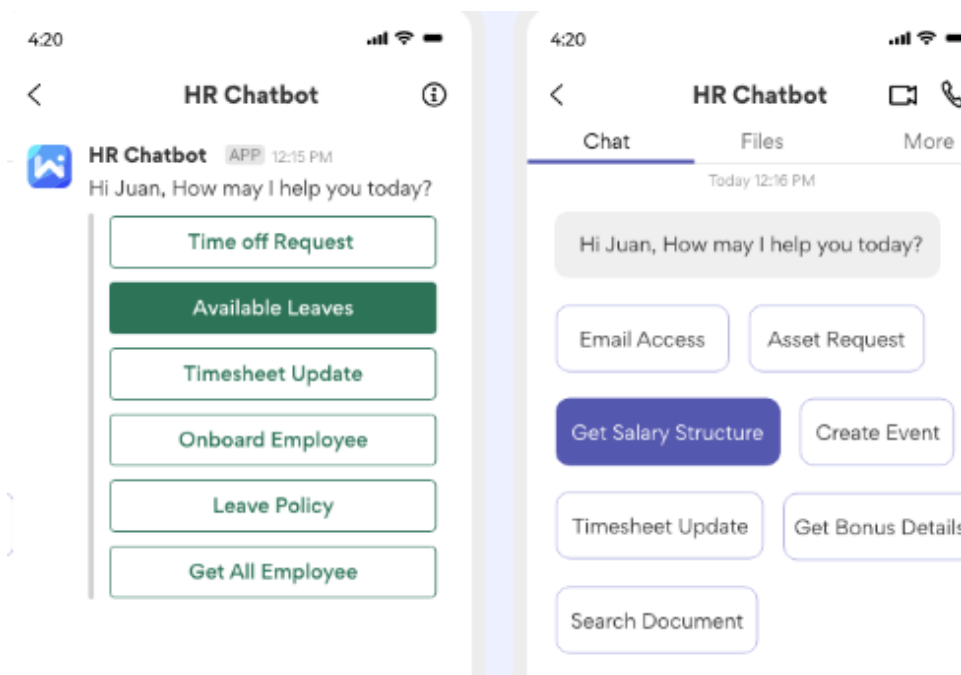 4:20
HR Chatbot
HR Chatbot APP 12:15 PM
Hi Juan, How may I help you today?
Time off Request
Available Leaves
Timesheet Update
Onboard Employee
Leave Policy
Get All Employee
4:20
HR Chatbot
Chat Files More
Today 12:16 PM
Hi Juan, How may I help you today?
Email Access Asset Request
Get Salary Structure Create Event
Timesheet Update Get Bonus Details
Search Document